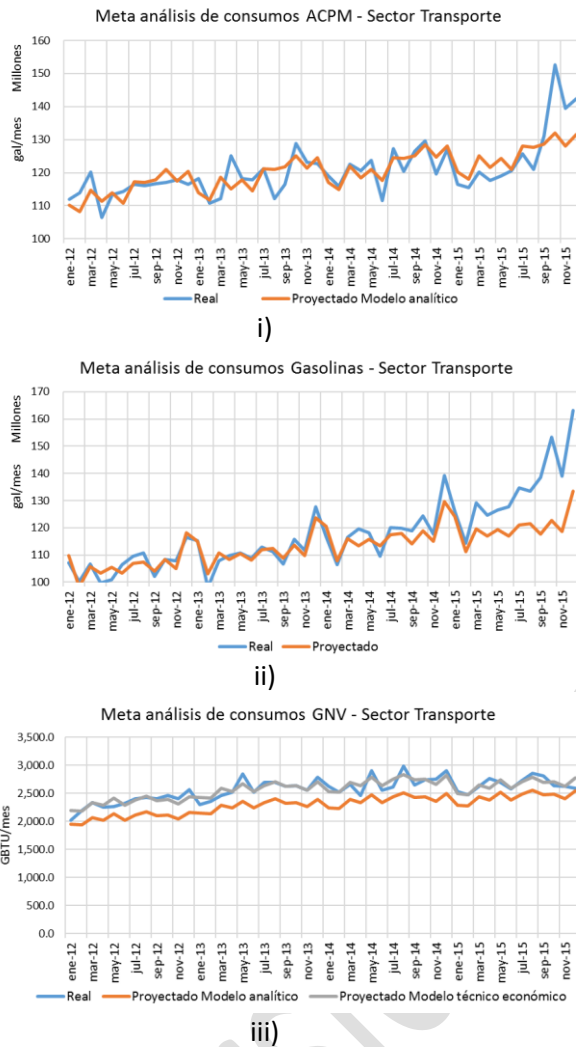 Meta análisis de consumos ACPM - Sector Transporte
gal/mes Millones
160
150
140
130
120
110
100
ene-12 mar-12 may-12 jul-12 sep-12 nov-12 ene-13 mar-13 may-13 jul-13 sep-13 nov-13 ene-14 mar-14 may-14 jul-14 sep-14 nov-14 ene-15 mar-15 may-15 jul-15 sep-15 nov-15
Real Proyectado Modelo analítico
i)
Meta análisis de consumos Gasolinas - Sector Transporte
gal/mes Millones
170
160
150
140
130
120
110
100
ene-12 mar-12 may-12 jul-12 sep-12 nov-12 ene-13 mar-13 may-13 jul-13 sep-13 nov-13 ene-14 mar-14 may-14 jul-14 sep-14 nov-14 ene-15 mar-15 may-15 jul-15 sep-15 nov-15
Real Proyectado
ii)
Meta análisis de consumos GNV - Sector Transporte
GBTU/mes
3,500.0
3,000.0
2,500.0
2,000.0
1,500.0
1,000.0
500.0
0.0
ene-12 mar-12 may-12 jul-12 sep-12 nov-12 ene-13 mar-13 may-13 jul-13 sep-13 nov-13 ene-14 mar-14 may-14 jul-14 sep-14 nov-14 ene-15 mar-15 may-15 jul-15 sep-15 nov-15
Real Proyectado Modelo analítico Proyectado Modelo técnico económico
iii)